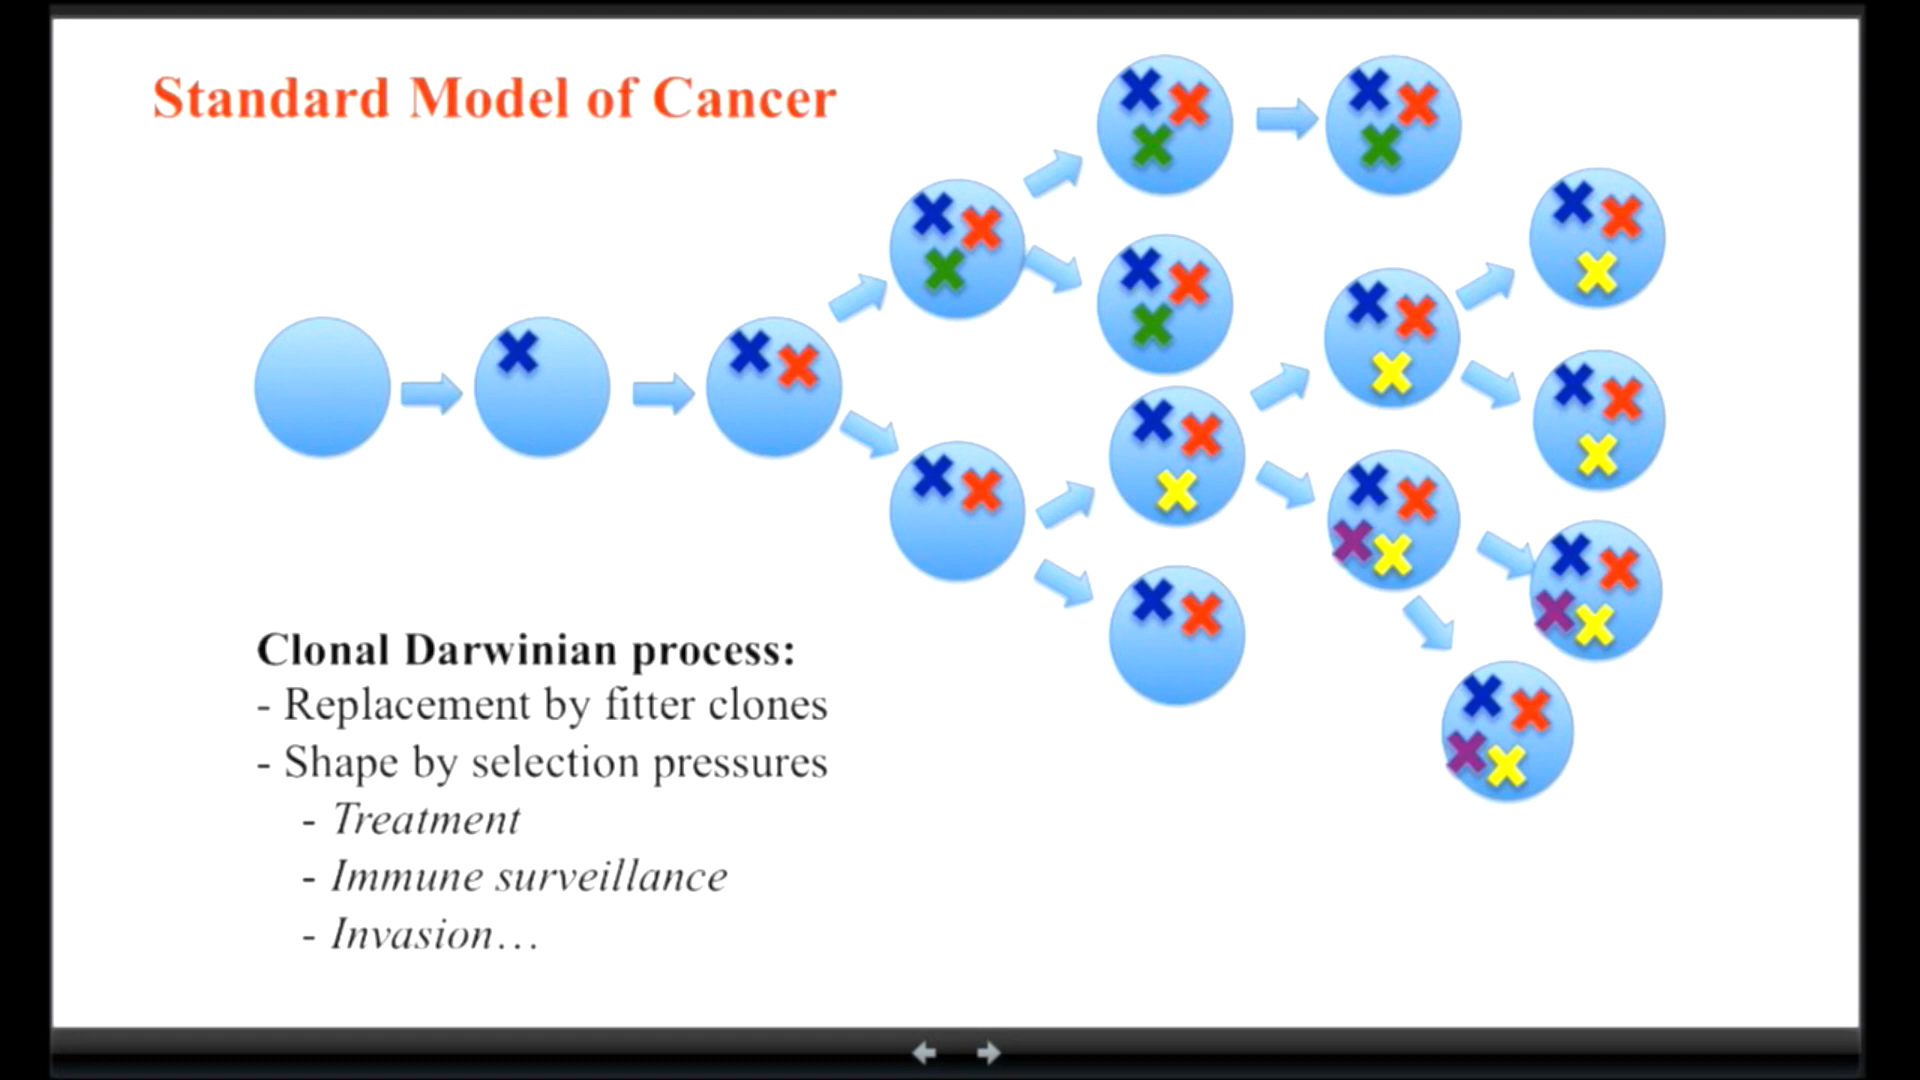 Standard Model of Cancer
Clonal Darwinian process:
- Replacement by fitter clones
- Shape by selection pressures
- Treatment
- Immune surveillance
- Invasion…